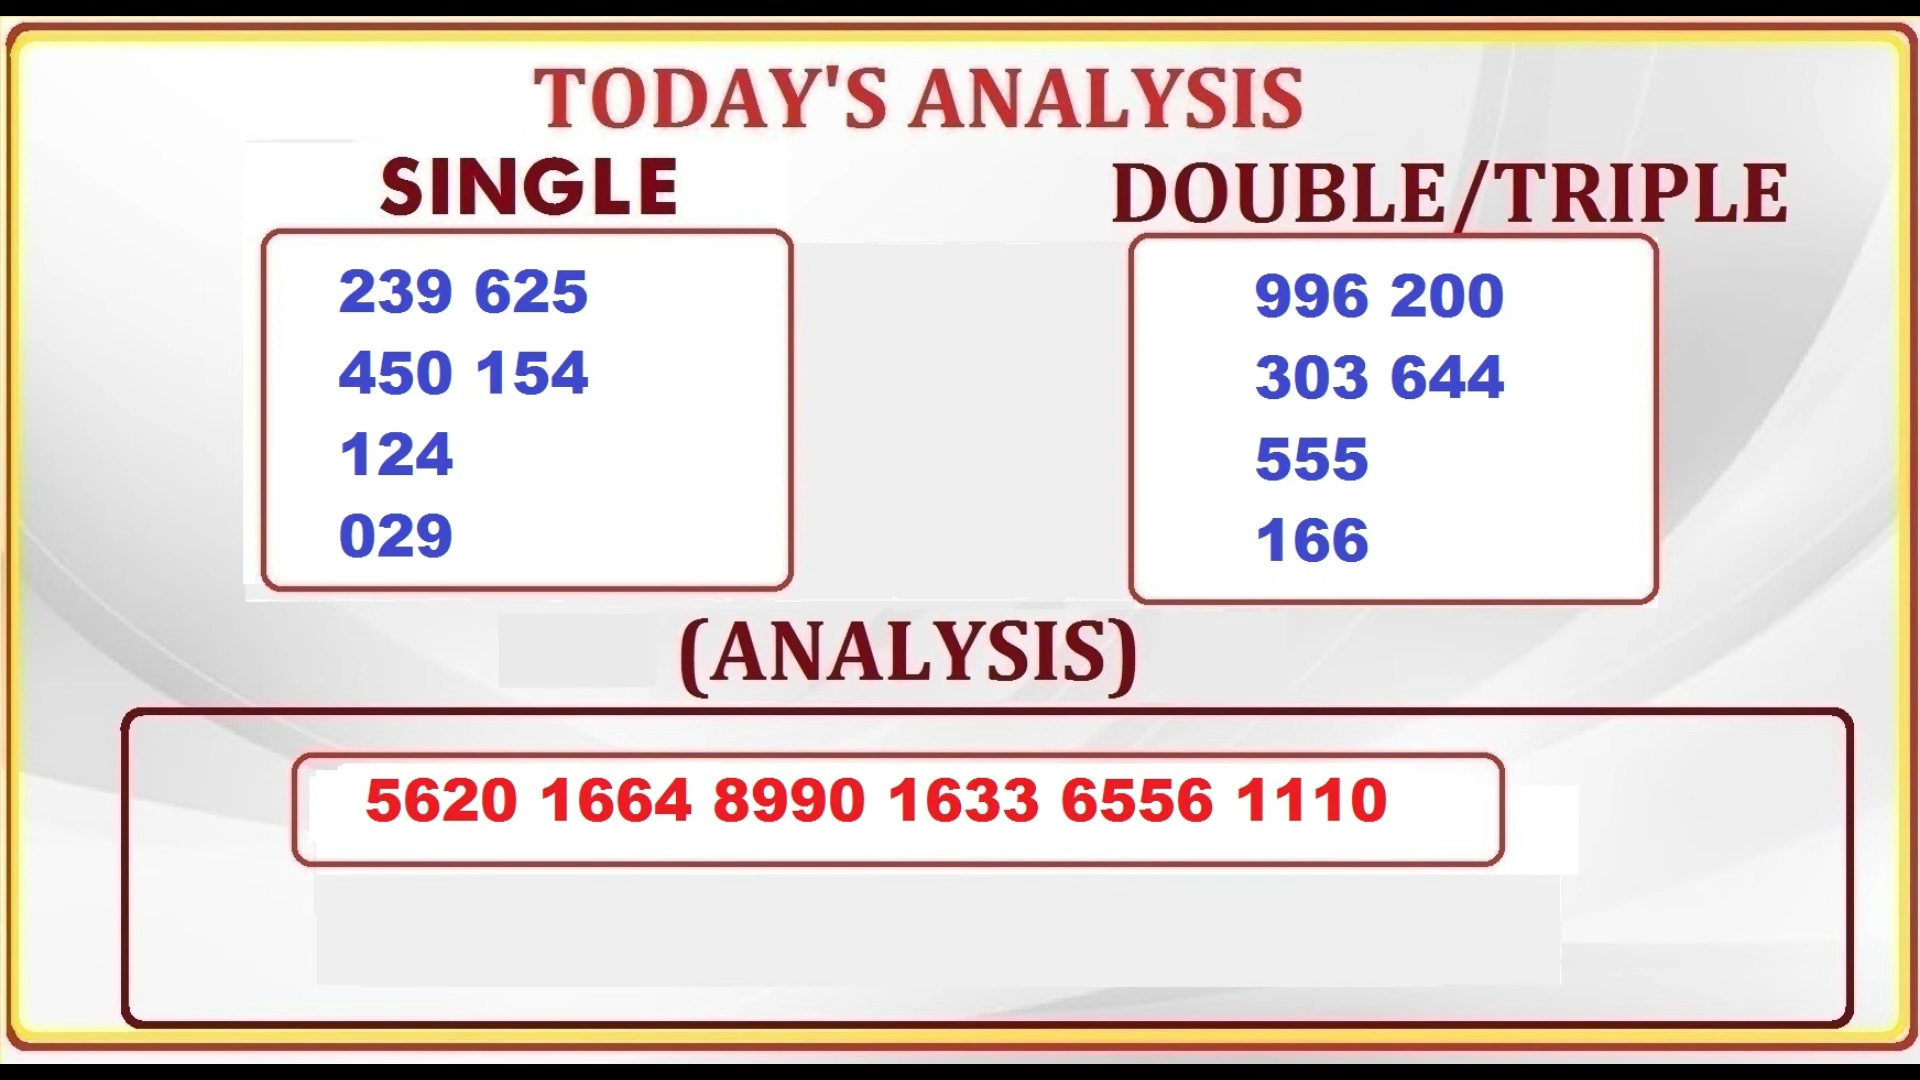 TODAY'S ANALYSIS
SINGLE
239 625
450 154
124
029
DOUBLE/TRIPLE
996 200
303 644
555
166
(ANALYSIS)
5620 1664 8990 1633 6556 1110